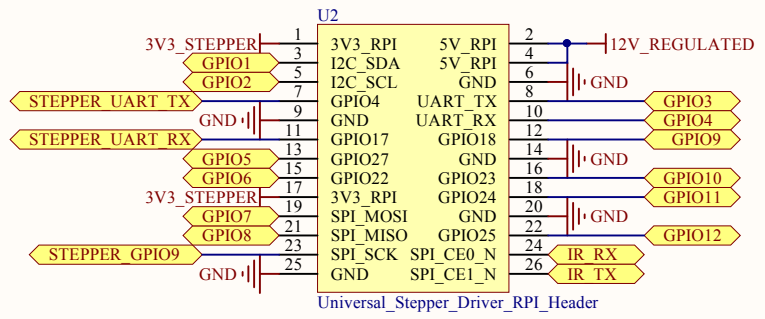 U2
1 2
3V3_STEPPER 3V3_RPI 5V_RPI 12V_REGULATED
3 4
GPIO1 I2C_SDA 5V_RPI
5 6
GPIO2 I2C_SCL GND GND
7 8
STEPPER_UART_TX GPIO4 UART_TX GPIO3
9 10
GND GND UART_RX GPIO4
11 12
STEPPER_UART_RX GPIO17 GPIO18 GPIO9
13 14
GPIO5 GPIO27 GND GND
15 16
GPIO6 GPIO22 GPIO23 GPIO10
17 18
3V3_STEPPER 3V3_RPI GPIO24 GPIO11
19 20
GPIO7 SPI_MOSI GND GND
21 22
GPIO8 SPI_MISO GPIO25 GPIO12
23 24
STEPPER_GPIO9 SPI_SCK SPI_CE0_N IR_RX
25 26
GND GND SPI_CE1_N IR_TX
Universal_Stepper_Driver_RPI_Header